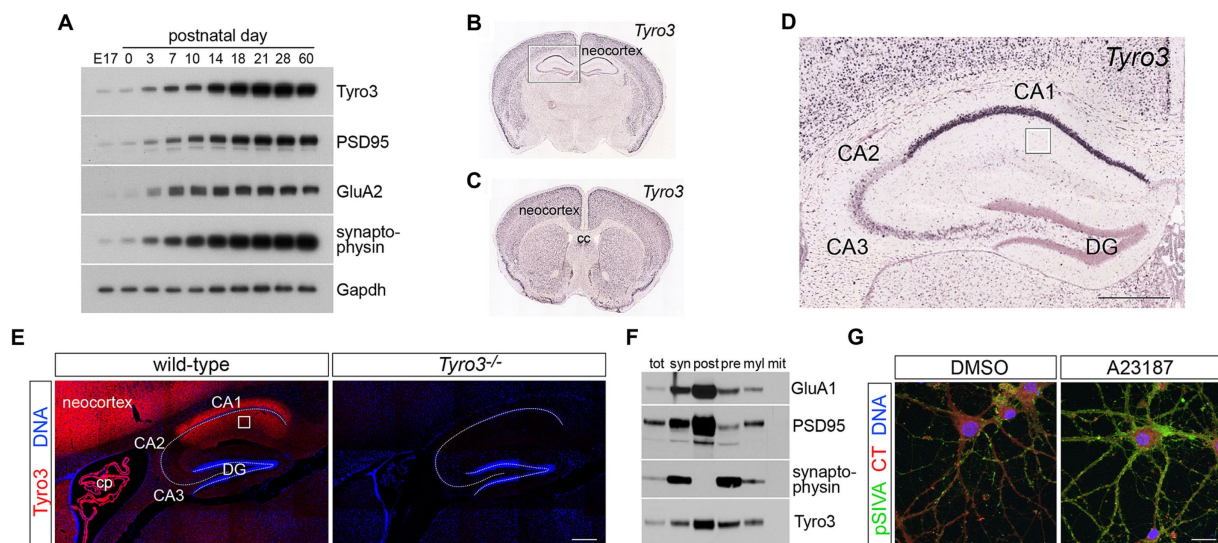 A
postnatal day
E17 0 3 7 10 14 18 21 28 60
Tyro3
PSD95
GluA2
synapto-
physin
Gapdh
B
Tyro3
neocortex
C
Tyro3
neocortex
cc
D
Tyro3
CA1
CA2
CA3
DG
E
wild-type
Tyro3-/-
Tyro3 DNA
neocortex
CA1
CA2
DG
cp
CA3
F
tot syn post pre myl mit
GluA1
PSD95
synapto-
physin
Tyro3
G
DMSO
A23187
pSIVA CT DNA